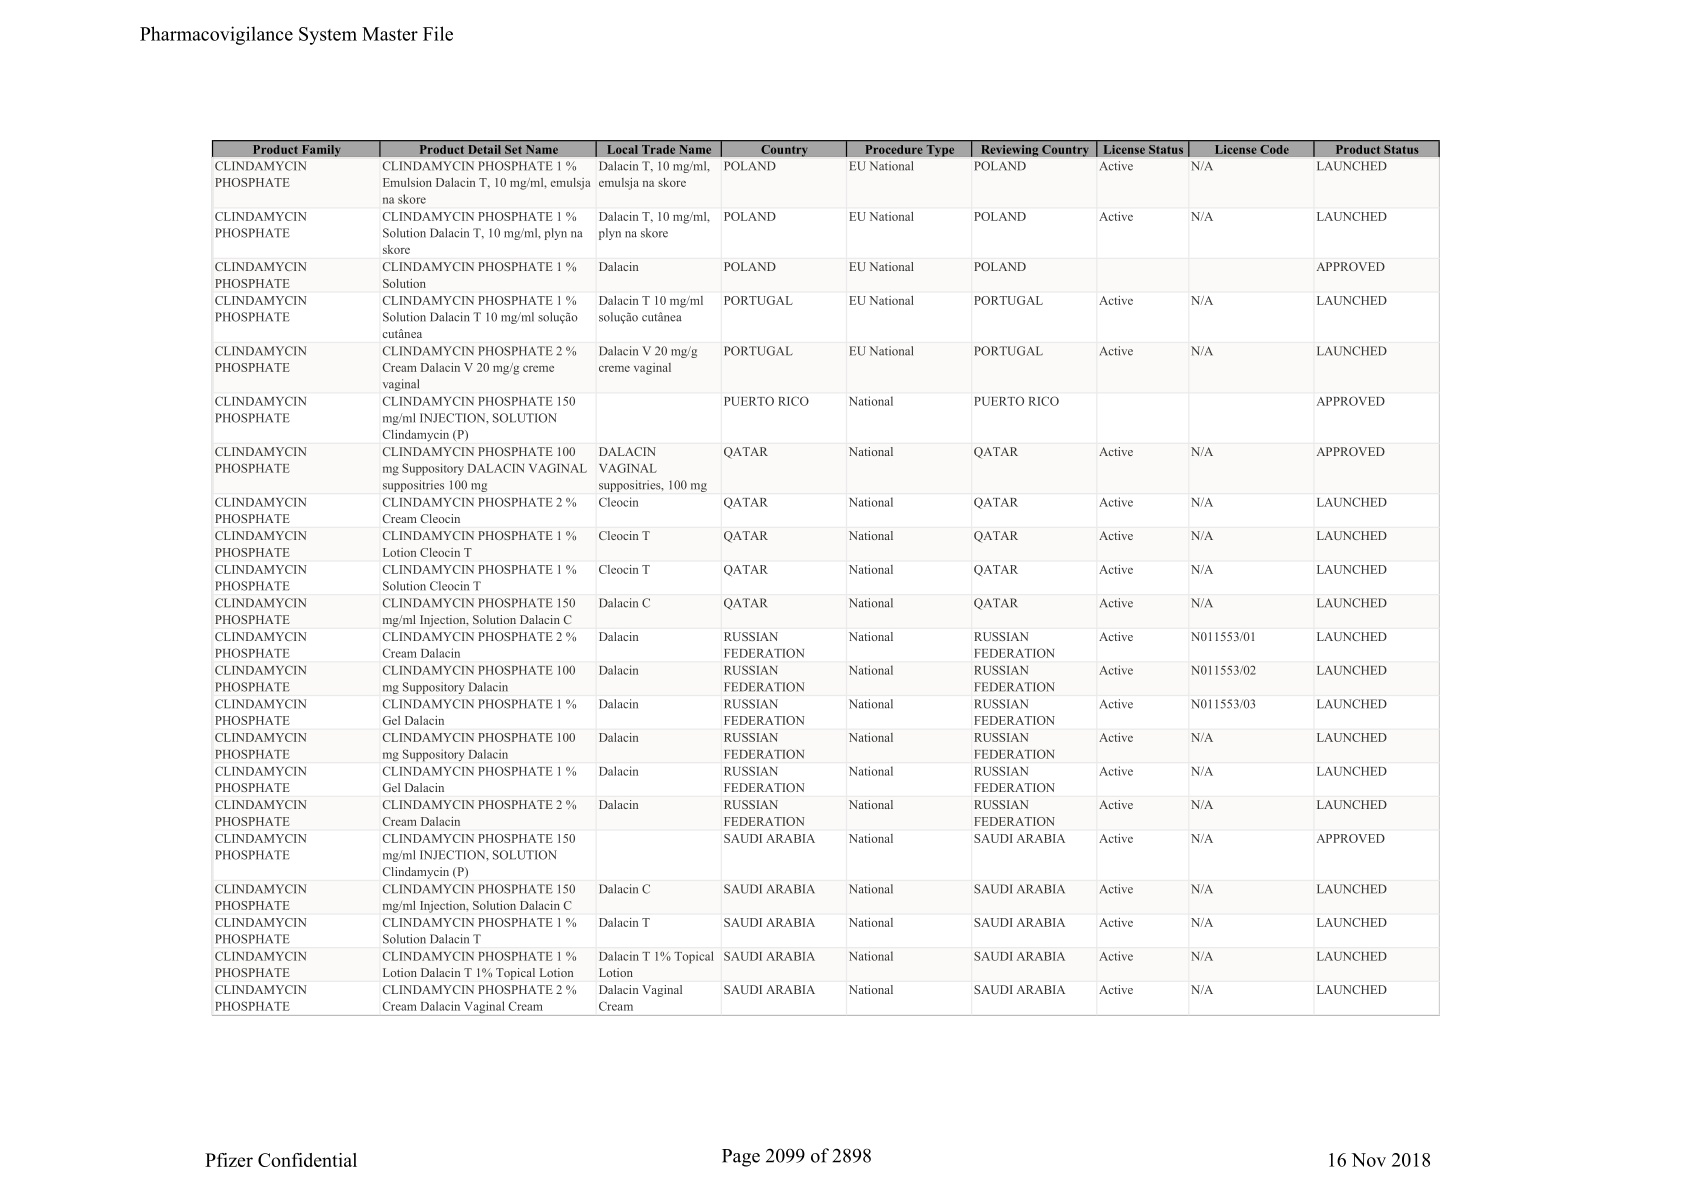 Pharmacovigilance System Master File
Product Family Product Detail Set Name Local Trade Name Country Procedure Type Reviewing Country License Status License Code Product Status
CLINDAMYCIN CLINDAMYCIN PHOSPHATE 1 % Dalacin T, 10 mg/ml, POLAND EU National POLAND Active N/A LAUNCHED
PHOSPHATE Emulsion Dalacin T, 10 mg/ml, emulsja emulsja na skore
na skore
CLINDAMYCIN CLINDAMYCIN PHOSPHATE 1 % Dalacin T, 10 mg/ml, POLAND EU National POLAND Active N/A LAUNCHED
PHOSPHATE Solution Dalacin T, 10 mg/ml, plyn na plyn na skore
skore
CLINDAMYCIN CLINDAMYCIN PHOSPHATE 1 % Dalacin POLAND EU National POLAND APPROVED
PHOSPHATE Solution
CLINDAMYCIN CLINDAMYCIN PHOSPHATE 1 % Dalacin T 10 mg/ml PORTUGAL EU National PORTUGAL Active N/A LAUNCHED
PHOSPHATE Solution Dalacin T 10 mg/ml solução solução cutânea
cutânea
CLINDAMYCIN CLINDAMYCIN PHOSPHATE 2 % Dalacin V 20 mg/g PORTUGAL EU National PORTUGAL Active N/A LAUNCHED
PHOSPHATE Cream Dalacin V 20 mg/g creme creme vaginal
vaginal
CLINDAMYCIN CLINDAMYCIN PHOSPHATE 150 PUERTO RICO National PUERTO RICO APPROVED
PHOSPHATE mg/ml INJECTION, SOLUTION
Clindamycin (P)
CLINDAMYCIN CLINDAMYCIN PHOSPHATE 100 DALACIN QATAR National QATAR Active N/A APPROVED
PHOSPHATE mg Suppository DALACIN VAGINAL VAGINAL
suppositries 100 mg suppositries, 100 mg
CLINDAMYCIN CLINDAMYCIN PHOSPHATE 2 % Cleocin QATAR National QATAR Active N/A LAUNCHED
PHOSPHATE Cream Cleocin
CLINDAMYCIN CLINDAMYCIN PHOSPHATE 1 % Cleocin T QATAR National QATAR Active N/A LAUNCHED
PHOSPHATE Lotion Cleocin T
CLINDAMYCIN CLINDAMYCIN PHOSPHATE 1 % Cleocin T QATAR National QATAR Active N/A LAUNCHED
PHOSPHATE Solution Cleocin T
CLINDAMYCIN CLINDAMYCIN PHOSPHATE 150 Dalacin C QATAR National QATAR Active N/A LAUNCHED
PHOSPHATE mg/ml Injection, Solution Dalacin C
CLINDAMYCIN CLINDAMYCIN PHOSPHATE 2 % Dalacin RUSSIAN National RUSSIAN Active N011553/01 LAUNCHED
PHOSPHATE Cream Dalacin FEDERATION FEDERATION
CLINDAMYCIN CLINDAMYCIN PHOSPHATE 100 Dalacin RUSSIAN National RUSSIAN Active N011553/02 LAUNCHED
PHOSPHATE mg Suppository Dalacin FEDERATION FEDERATION
CLINDAMYCIN CLINDAMYCIN PHOSPHATE 1 % Dalacin RUSSIAN National RUSSIAN Active N011553/03 LAUNCHED
PHOSPHATE Gel Dalacin FEDERATION FEDERATION
CLINDAMYCIN CLINDAMYCIN PHOSPHATE 100 Dalacin RUSSIAN National RUSSIAN Active N/A LAUNCHED
PHOSPHATE mg Suppository Dalacin FEDERATION FEDERATION
CLINDAMYCIN CLINDAMYCIN PHOSPHATE 1 % Dalacin RUSSIAN National RUSSIAN Active N/A LAUNCHED
PHOSPHATE Gel Dalacin FEDERATION FEDERATION
CLINDAMYCIN CLINDAMYCIN PHOSPHATE 2 % Dalacin RUSSIAN National RUSSIAN Active N/A LAUNCHED
PHOSPHATE Cream Dalacin FEDERATION FEDERATION
CLINDAMYCIN CLINDAMYCIN PHOSPHATE 150 SAUDI ARABIA National SAUDI ARABIA Active N/A APPROVED
PHOSPHATE mg/ml INJECTION, SOLUTION
Clindamycin (P)
CLINDAMYCIN CLINDAMYCIN PHOSPHATE 150 Dalacin C SAUDI ARABIA National SAUDI ARABIA Active N/A LAUNCHED
PHOSPHATE mg/ml Injection, Solution Dalacin C
CLINDAMYCIN CLINDAMYCIN PHOSPHATE 1 % Dalacin T SAUDI ARABIA National SAUDI ARABIA Active N/A LAUNCHED
PHOSPHATE Solution Dalacin T
CLINDAMYCIN CLINDAMYCIN PHOSPHATE 1 % Dalacin T 1% Topical SAUDI ARABIA National SAUDI ARABIA Active N/A LAUNCHED
PHOSPHATE Lotion Dalacin T 1% Topical Lotion Lotion
CLINDAMYCIN CLINDAMYCIN PHOSPHATE 2 % Dalacin Vaginal SAUDI ARABIA National SAUDI ARABIA Active N/A LAUNCHED
PHOSPHATE Cream Dalacin Vaginal Cream Cream
Pfizer Confidential Page 2099 of 2898 16 Nov 2018